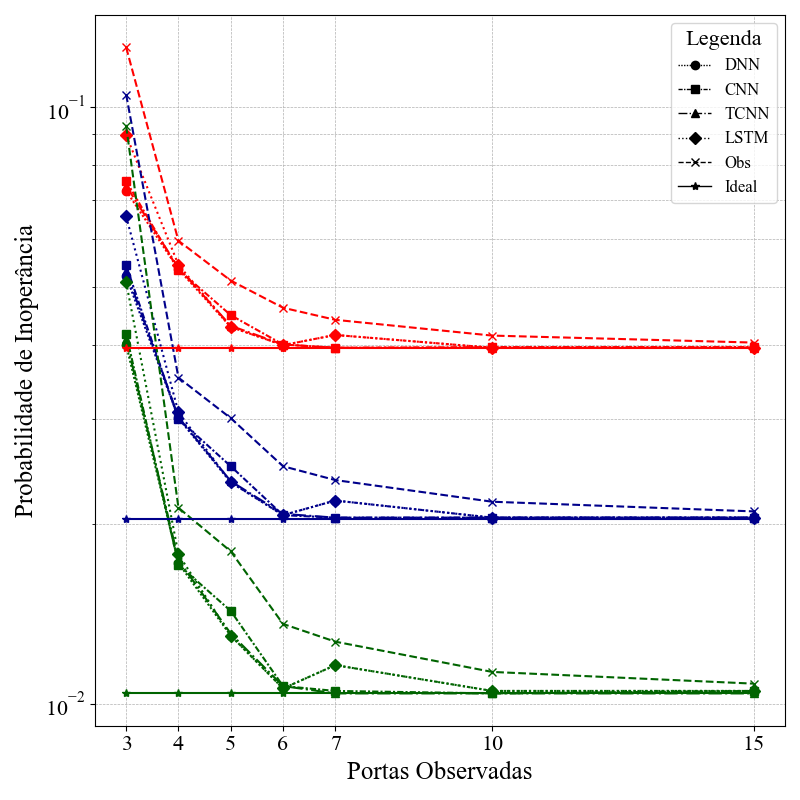 Legenda
DNN
CNN
TCNN
LSTM
Obs
Ideal
10⁻¹
10⁻²
Probabilidade de Inoperância
3 4 5 6 7 10 15
Portas Observadas